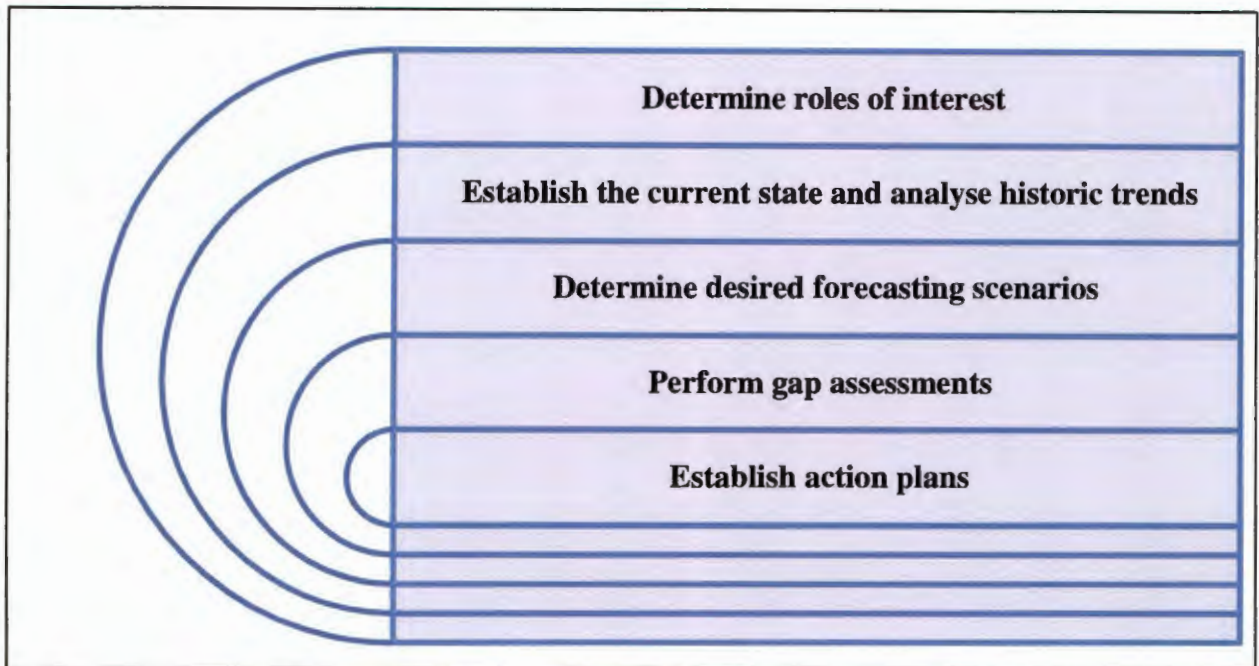 Determine roles of interest
Establish the current state and analyse historic trends
Determine desired forecasting scenarios
Perform gap assessments
Establish action plans